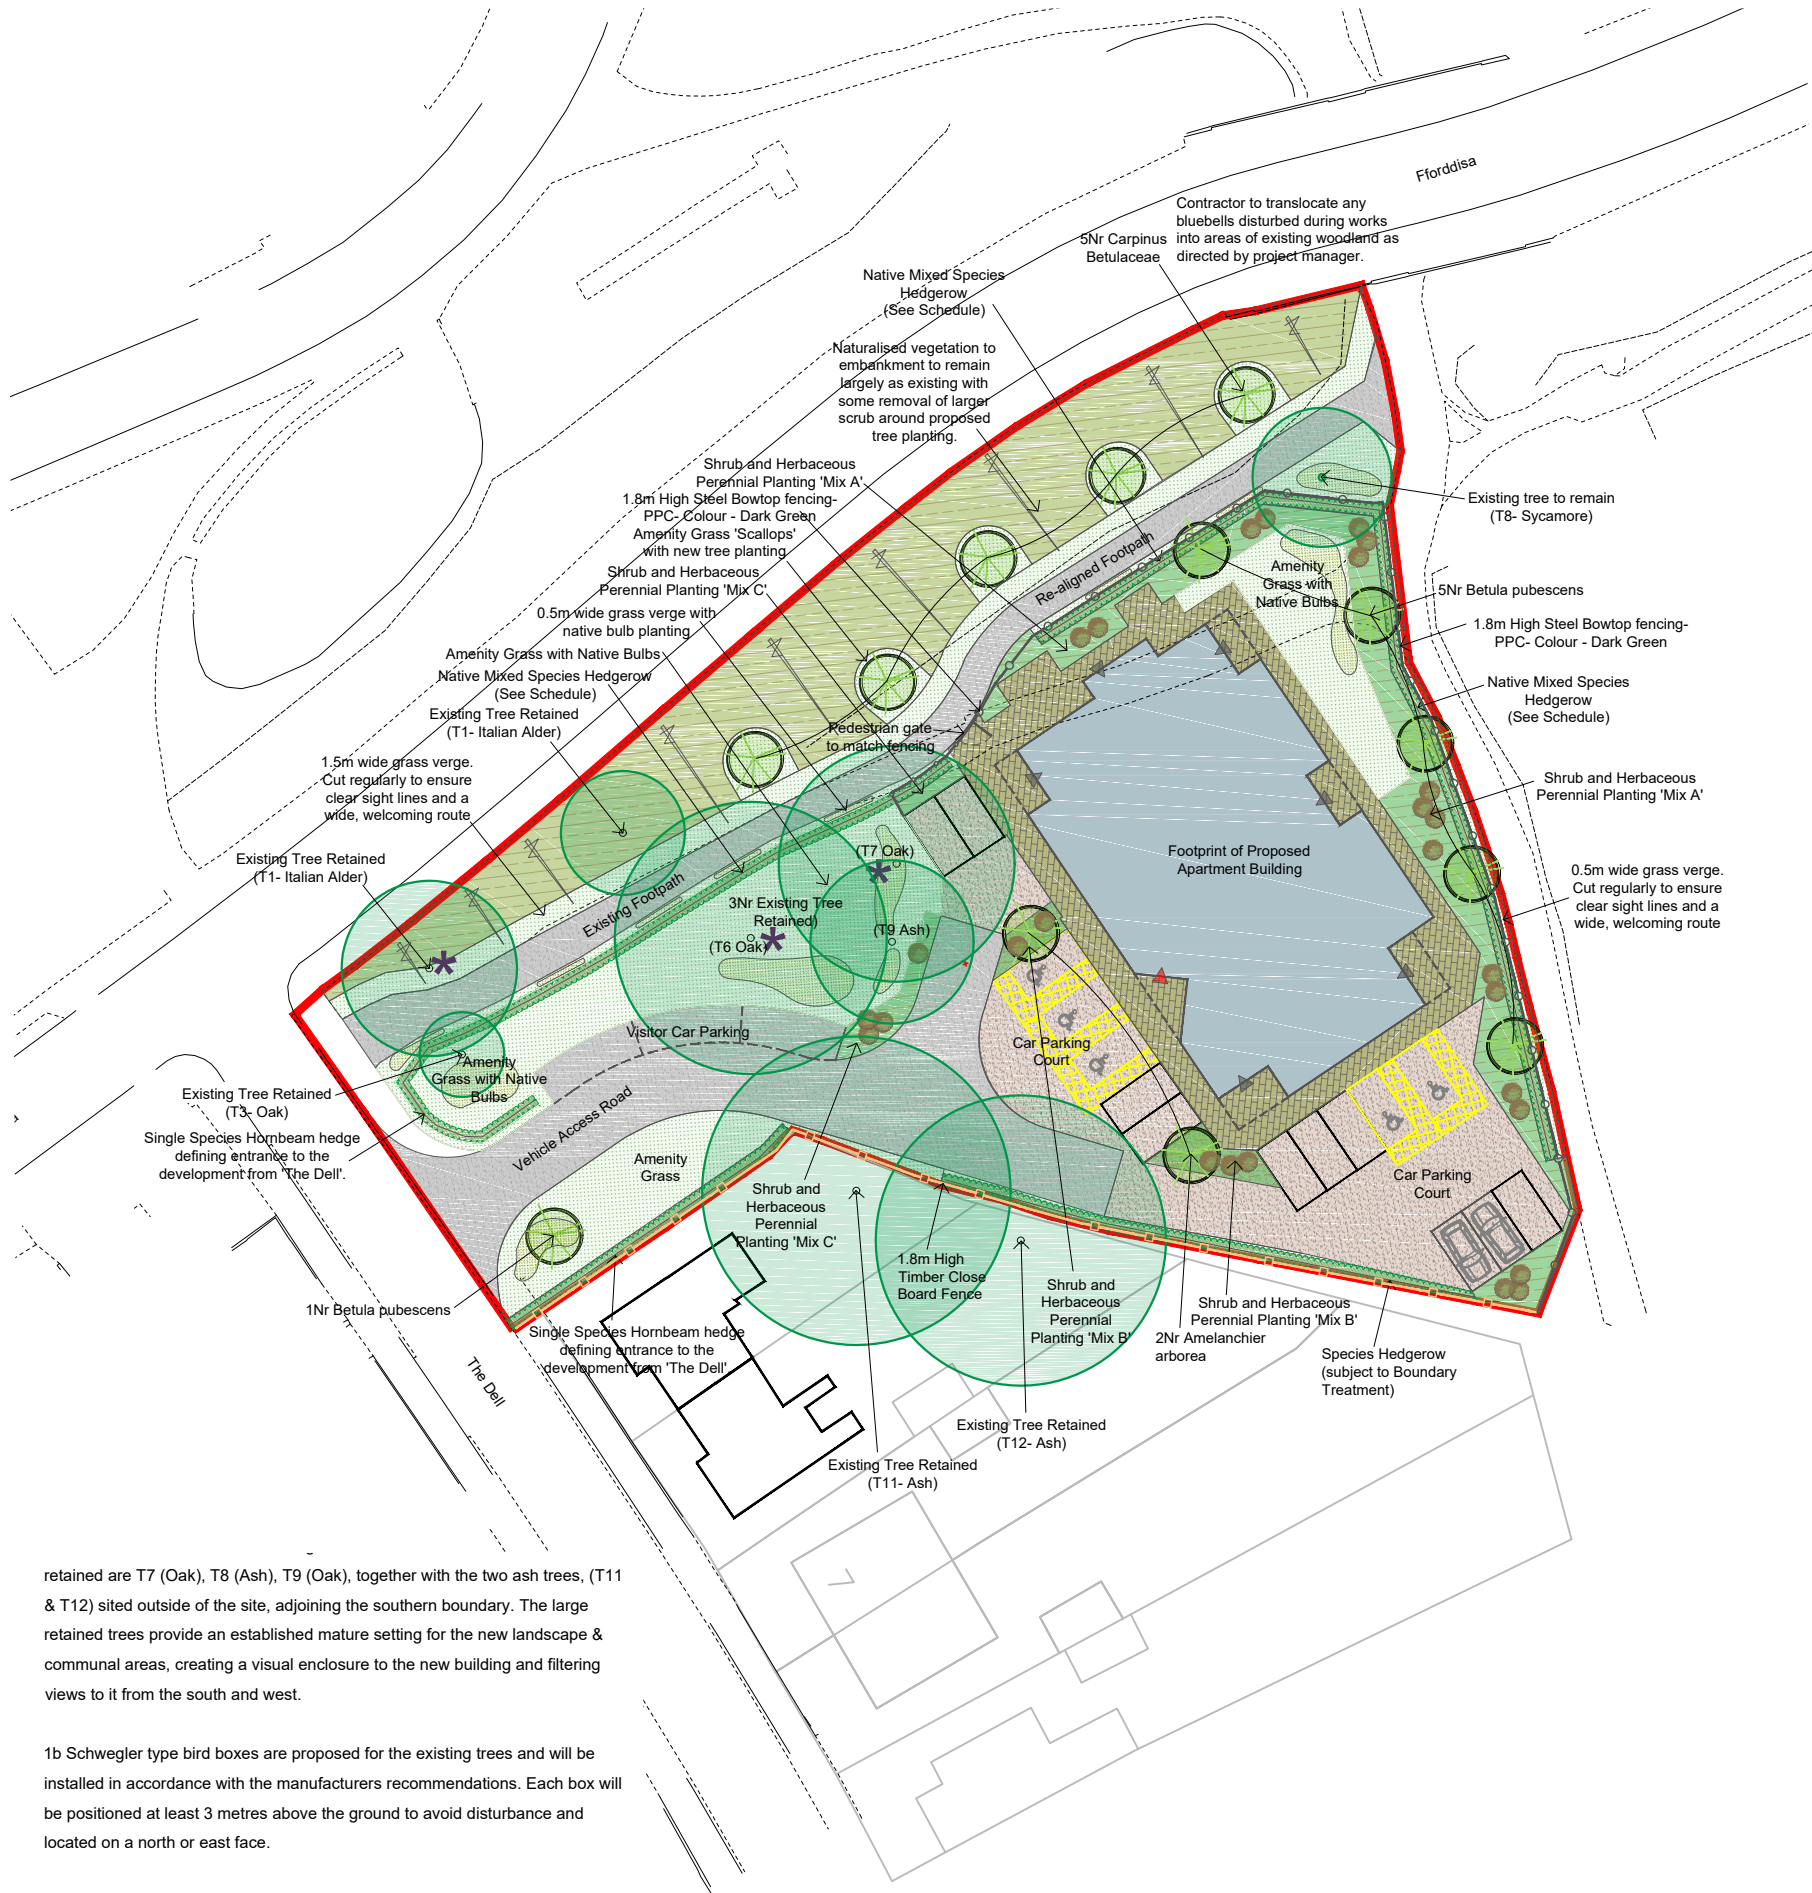 Fforddisa
Contractor to translocate any
bluebells disturbed during works
into areas of existing woodland as
directed by project manager.
5Nr Carpinus
Betulaceae
Native Mixed Species
Hedgerow
(See Schedule)
Naturalised vegetation to
embankment to remain
largely as existing with
some removal of larger
scrub around proposed
tree planting.
Shrub and Herbaceous
Perennial Planting 'Mix A'
1.8m High Steel Bowtop fencing-
PPC- Colour - Dark Green
Amenity Grass 'Scallops'
with new tree planting
Shrub and Herbaceous
Perennial Planting 'Mix C'
0.5m wide grass verge with
native bulb planting
Amenity Grass with Native Bulbs
Native Mixed Species Hedgerow
(See Schedule)
Existing Tree Retained
(T1- Italian Alder)
1.5m wide grass verge.
Cut regularly to ensure
clear sight lines and a
wide, welcoming route
Existing Tree Retained
(T1- Italian Alder)
Existing tree to remain
(T8- Sycamore)
Re-aligned Footpath
Amenity
Grass with
Native Bulbs
5Nr Betula pubescens
1.8m High Steel Bowtop fencing-
PPC- Colour - Dark Green
Native Mixed Species
Hedgerow
(See Schedule)
Pedestrian gate
to match fencing
Shrub and Herbaceous
Perennial Planting 'Mix A'
Footprint of Proposed
Apartment Building
0.5m wide grass verge.
Cut regularly to ensure
clear sight lines and a
wide, welcoming route
(T7 Oak)
Existing Footpath
3Nr Existing Tree
Retained)
(T6 Oak)
(T9 Ash)
Visitor Car Parking
Car Parking
Court
Amenity
Grass with Native
Bulbs
Existing Tree Retained
(T3- Oak)
Single Species Hornbeam hedge
defining entrance to the
development from 'The Dell'.
Vehicle Access Road
Amenity
Grass
Car Parking
Court
Shrub and
Herbaceous
Perennial
Planting 'Mix C'
1.8m High
Timber Close
Board Fence
Shrub and
Herbaceous
Perennial
Planting 'Mix B'
Shrub and Herbaceous
Perennial Planting 'Mix B'
2Nr Amelanchier
arborea
Species Hedgerow
(subject to Boundary
Treatment)
1Nr Betula pubescens
Single Species Hornbeam hedge
defining entrance to the
development from 'The Dell'
The Dell
Existing Tree Retained
(T12- Ash)
Existing Tree Retained
(T11- Ash)
retained are T7 (Oak), T8 (Ash), T9 (Oak), together with the two ash trees, (T11
& T12) sited outside of the site, adjoining the southern boundary. The large
retained trees provide an established mature setting for the new landscape &
communal areas, creating a visual enclosure to the new building and filtering
views to it from the south and west.
1b Schwegler type bird boxes are proposed for the existing trees and will be
installed in accordance with the manufacturers recommendations. Each box will
be positioned at least 3 metres above the ground to avoid disturbance and
located on a north or east face.